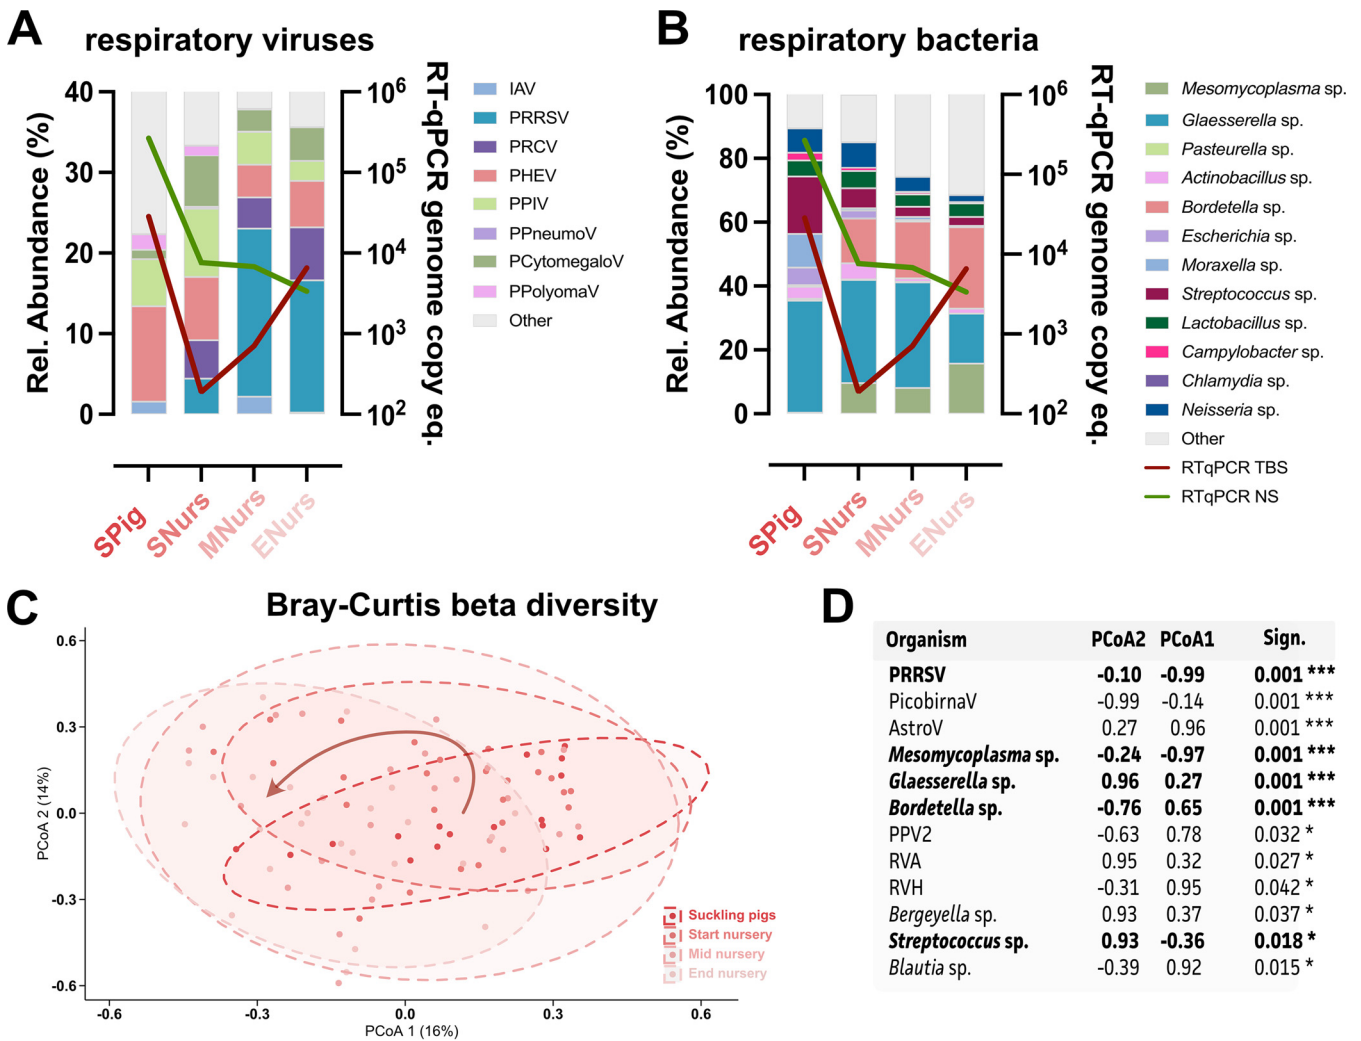 A
respiratory viruses
Rel. Abundance (%)
40
30
20
10
0
10⁶
10⁵
10⁴
10³
10²
RT-qPCR genome copy eq.
SPig
SNurs
MNurs
ENurs
IAV
PRRSV
PRCV
PHEV
PPIV
PPneumoV
PCytomegaloV
PPolyomaV
Other
B
respiratory bacteria
Rel. Abundance (%)
100
80
60
40
20
0
10⁶
10⁵
10⁴
10³
10²
RT-qPCR genome copy eq.
SPig
SNurs
MNurs
ENurs
Mesomycoplasma sp.
Glaesserella sp.
Pasteurella sp.
Actinobacillus sp.
Bordetella sp.
Escherichia sp.
Moraxella sp.
Streptococcus sp.
Lactobacillus sp.
Campylobacter sp.
Chlamydia sp.
Neisseria sp.
Other
RTqPCR TBS
RTqPCR NS
C
Bray-Curtis beta diversity
PCoA 2 (14%)
0.6
0.3
0.0
-0.3
-0.6
-0.6
-0.3
0.0
0.3
0.6
PCoA 1 (16%)
Suckling pigs
Start nursery
Mid nursery
End nursery
D
Organism PCoA2 PCoA1 Sign.
PRRSV -0.10 -0.99 0.001 ***
PicobirnaV -0.99 -0.14 0.001 ***
AstroV 0.27 0.96 0.001 ***
Mesomycoplasma sp. -0.24 -0.97 0.001 ***
Glaesserella sp. 0.96 0.27 0.001 ***
Bordetella sp. -0.76 0.65 0.001 ***
PPV2 -0.63 0.78 0.032 *
RVA 0.95 0.32 0.027 *
RVH -0.31 0.95 0.042 *
Bergeyella sp. 0.93 0.37 0.037 *
Streptococcus sp. 0.93 -0.36 0.018 *
Blautia sp. -0.39 0.92 0.015 *